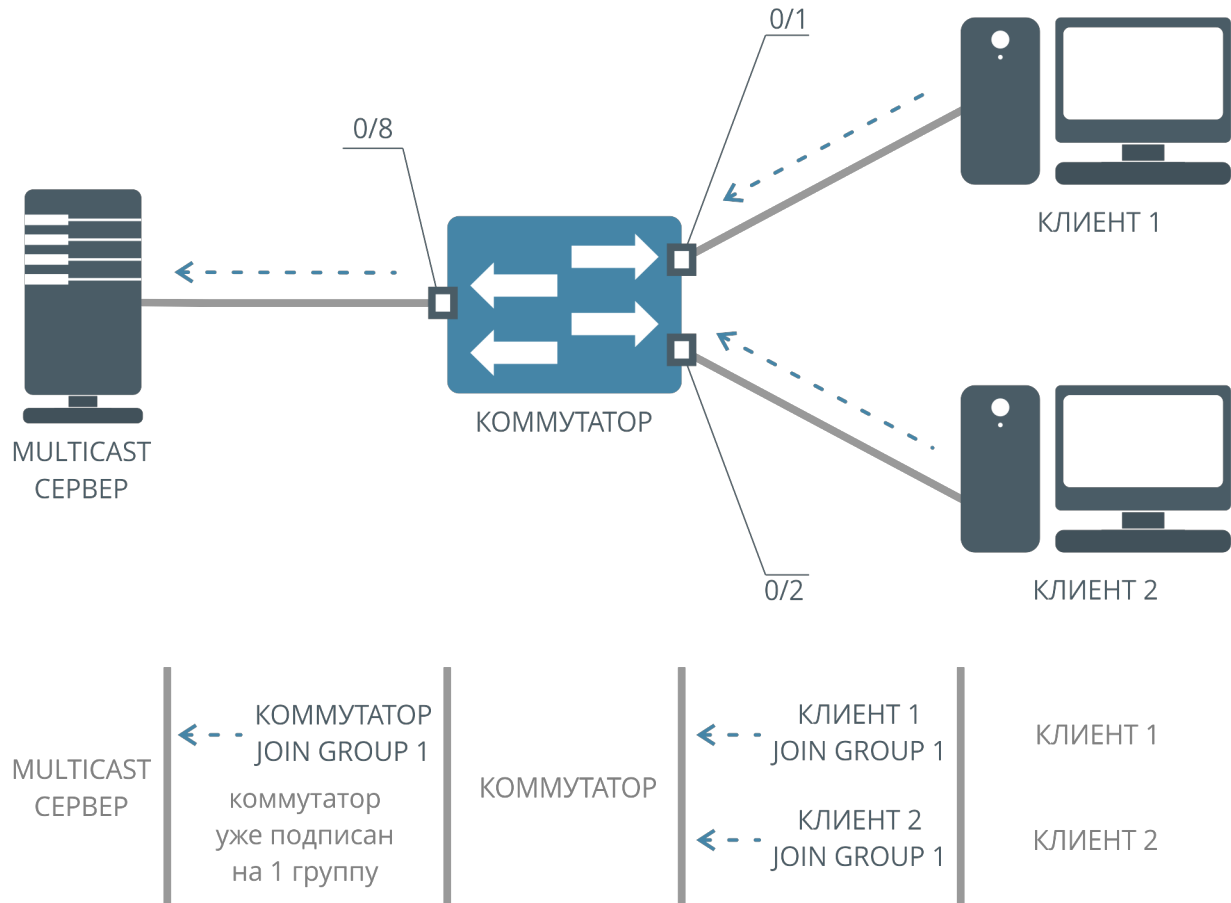 0/1
0/8
КЛИЕНТ 1
КОММУТАТОР
MULTICAST
СЕРВЕР
0/2
КЛИЕНТ 2
MULTICAST
СЕРВЕР
КОММУТАТОР
JOIN GROUP 1
коммутатор
уже подписан
на 1 группу
КОММУТАТОР
КЛИЕНТ 1
JOIN GROUP 1
КЛИЕНТ 2
JOIN GROUP 1
КЛИЕНТ 1
КЛИЕНТ 2